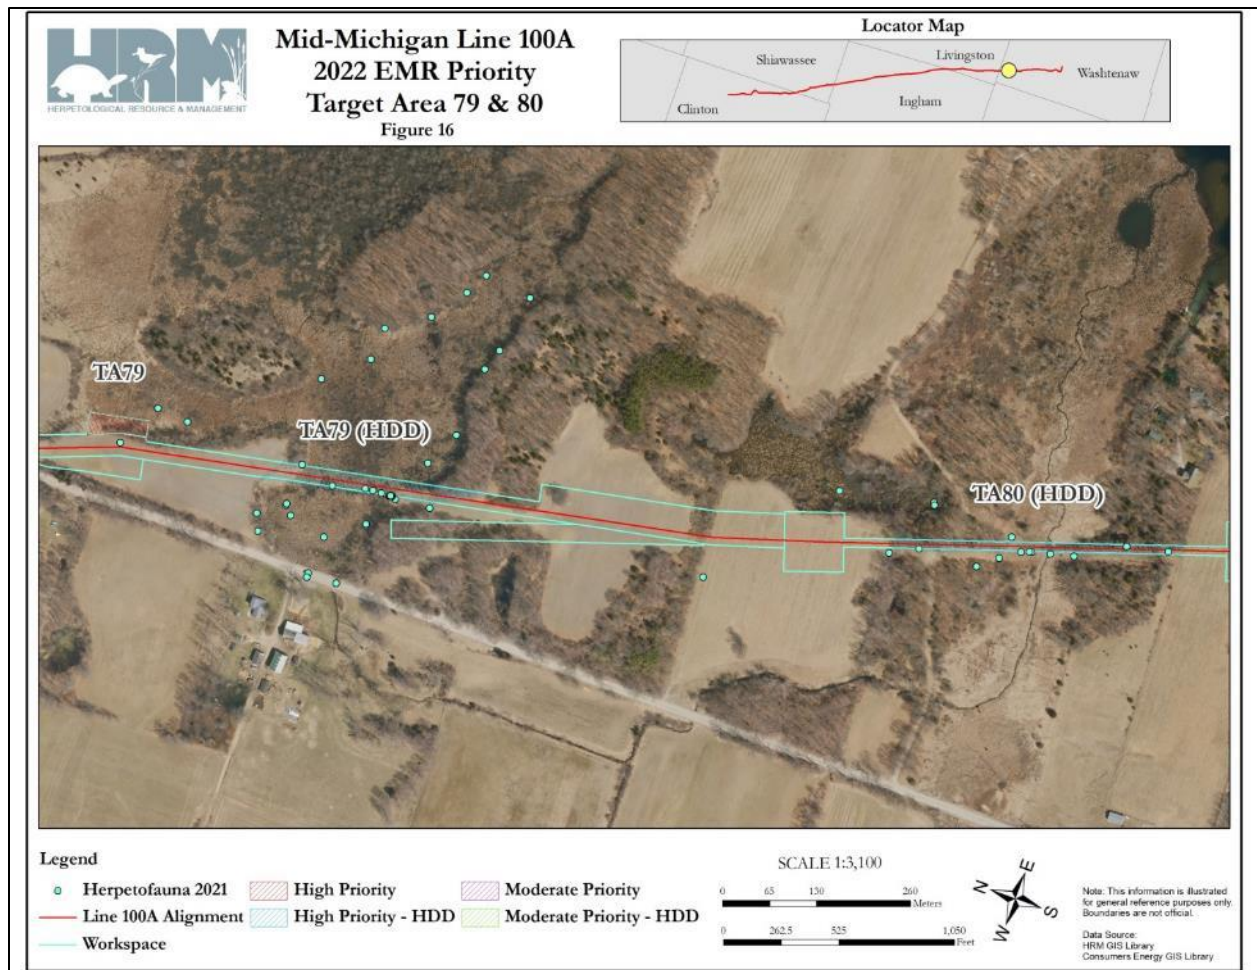 HRM
HERPETOLOGICAL RESOURCE & MANAGEMENT
Mid-Michigan Line 100A
2022 EMR Priority
Target Area 79 & 80
Figure 16
Locator Map
Shiawassee
Livingston
Washtenaw
Clinton
Ingham
TA79
TA79 (HDD)
TA80 (HDD)
Legend
Herpetofauna 2021
Line 100A Alignment
Workspace
High Priority
High Priority - HDD
Moderate Priority
Moderate Priority - HDD
SCALE 1:3,100
0 65 130 260
Meters
0 262.5 525 1,050
Feet
N E
W S
Note: This information is illustrated
for general reference purposes only.
Boundaries are not official.
Data Source:
HRM GIS Library
Consumers Energy GIS Library